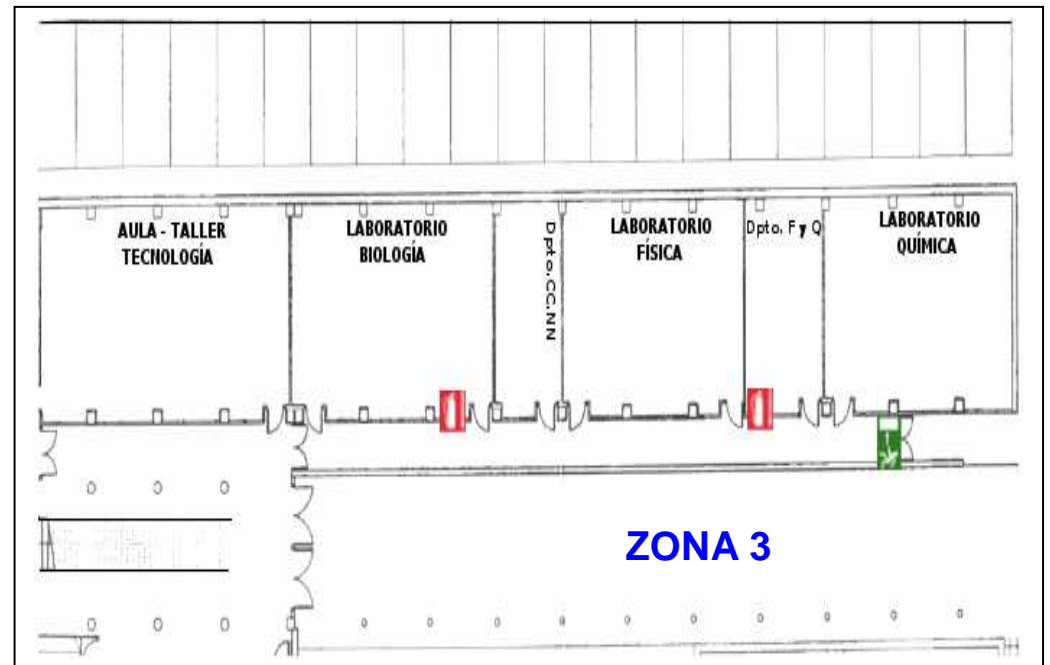 AULA - TALLER
TECNOLOGÍA
LABORATORIO
BIOLOGÍA
Dpto.CC.NN
LABORATORIO
FÍSICA
Dpto. F y Q
LABORATORIO
QUÍMICA
ZONA 3